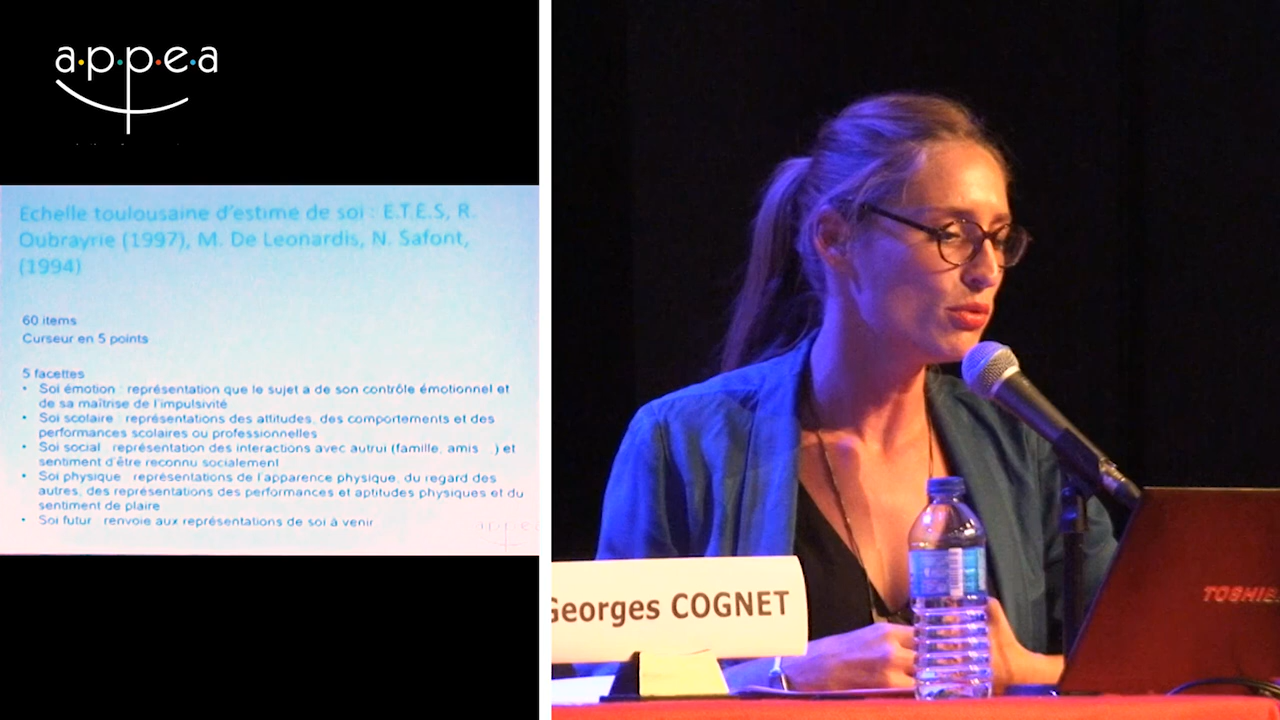 a·p·p·e·a
Echelle toulousaine d'estime de soi : E.T.E.S, R.
Oubrayrie (1997), M. De Leonardis, N. Safont,
(1994)
60 items
Curseur en 5 points
5 facettes
• Soi émotion : représentation que le sujet a de son contrôle émotionnel et
de sa maîtrise de l'impulsivité
• Soi scolaire : représentations des attitudes, des comportements et des
performances scolaires ou professionnelles
• Soi social : représentation des interactions avec autrui (famille, amis ...) et
sentiment d'être reconnu socialement
• Soi physique : représentations de l'apparence physique, du regard des
autres, des représentations des performances et aptitudes physiques et du
sentiment de plaire
• Soi futur : renvoie aux représentations de soi à venir
appea
Georges COGNET
TOSHIB